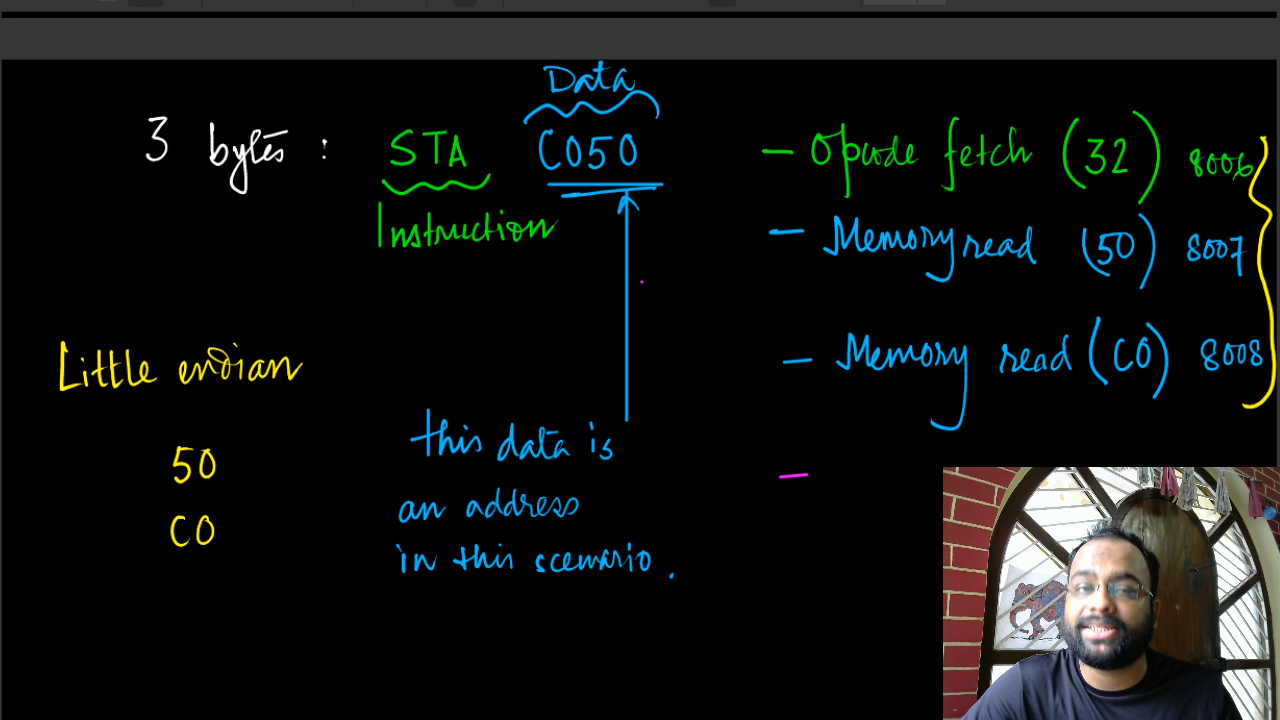 Data
3 bytes : STA C050 - Opcode fetch (32) 8006
Instruction
- Memory read (50) 8007
Little endian
- Memory read (C0) 8008
this data is
50
an address
C0
in this scenario.